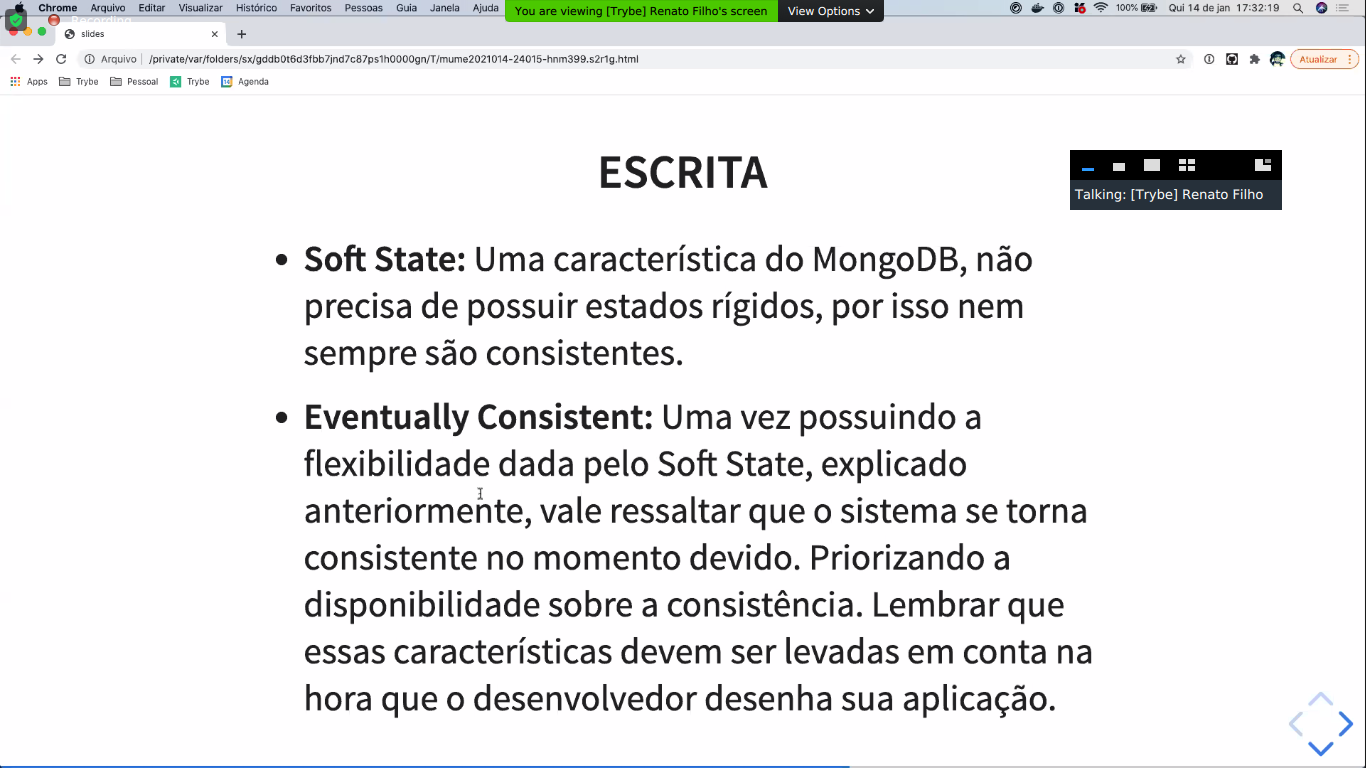 Chrome Arquivo Editar Visualizar Histórico Favoritos Pessoas Guia Janela Ajuda
You are viewing [Trybe] Renato Filho's screen
View Options
100%
Qui 14 de jan 17:32:19
Recording
slides
Arquivo
/private/var/folders/sx/gddb0t6d3fbb7jnd7c87ps1h0000gn/T/mume2021014-24015-hnm399.s2r1g.html
Atualizar
Apps Trybe Pessoal Trybe Agenda
ESCRITA
Talking: [Trybe] Renato Filho
• Soft State: Uma característica do MongoDB, não
precisa de possuir estados rígidos, por isso nem
sempre são consistentes.
• Eventually Consistent: Uma vez possuindo a
flexibilidade dada pelo Soft State, explicado
anteriormente, vale ressaltar que o sistema se torna
consistente no momento devido. Priorizando a
disponibilidade sobre a consistência. Lembrar que
essas características devem ser levadas em conta na
hora que o desenvolvedor desenha sua aplicação.